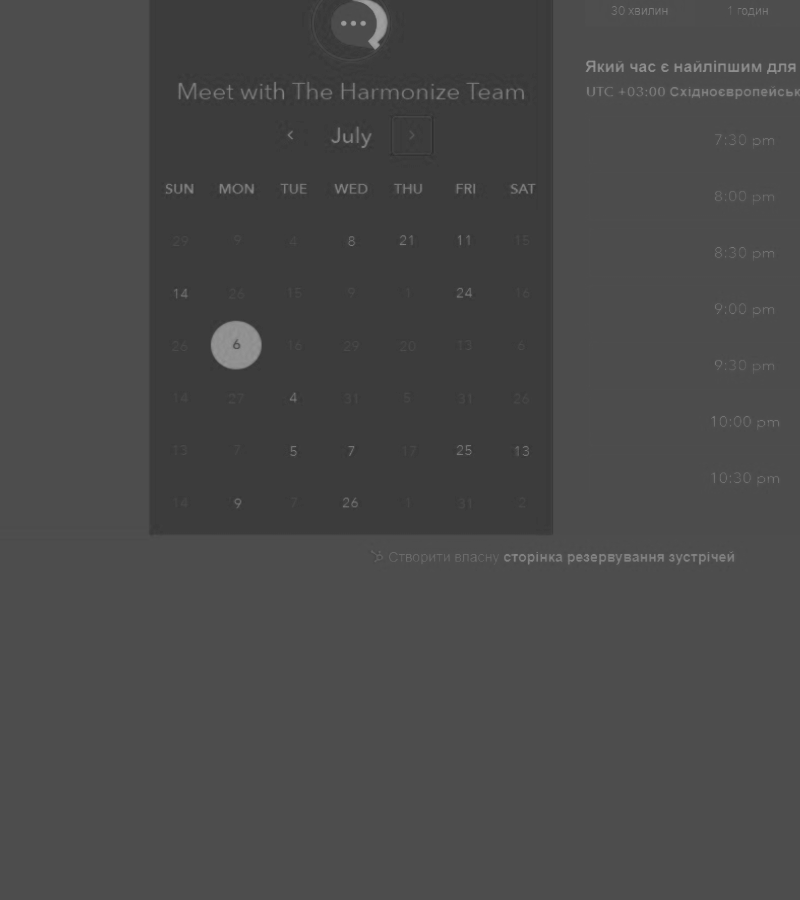 Meet with The Harmonize Team
July
SUN MON TUE WED THU FRI SAT
29 9 4 8 21 11 15
14 26 15 9 1 24 16
26 6 16 29 20 13 6
14 27 4 31 5 31 26
13 7 5 7 17 25 13
14 9 7 26 1 31 2
30 хвилин 1 годин
Який час є найліпшим для
UTC +03:00 Східноєвропейськ
7:30 pm
8:00 pm
8:30 pm
9:00 pm
9:30 pm
10:00 pm
10:30 pm
Створити власну сторінка резервування зустрічей